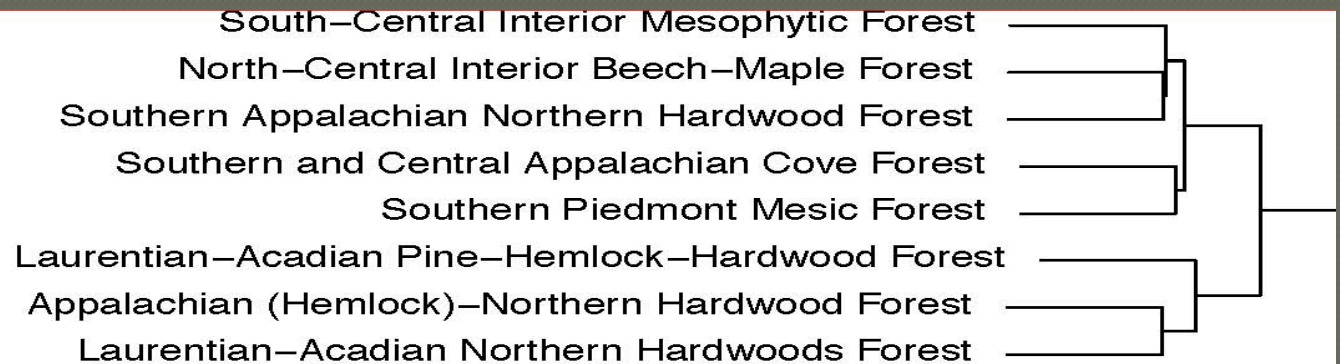 South–Central Interior Mesophytic Forest
North–Central Interior Beech–Maple Forest
Southern Appalachian Northern Hardwood Forest
Southern and Central Appalachian Cove Forest
Southern Piedmont Mesic Forest
Laurentian–Acadian Pine–Hemlock–Hardwood Forest
Appalachian (Hemlock)–Northern Hardwood Forest
Laurentian–Acadian Northern Hardwoods Forest